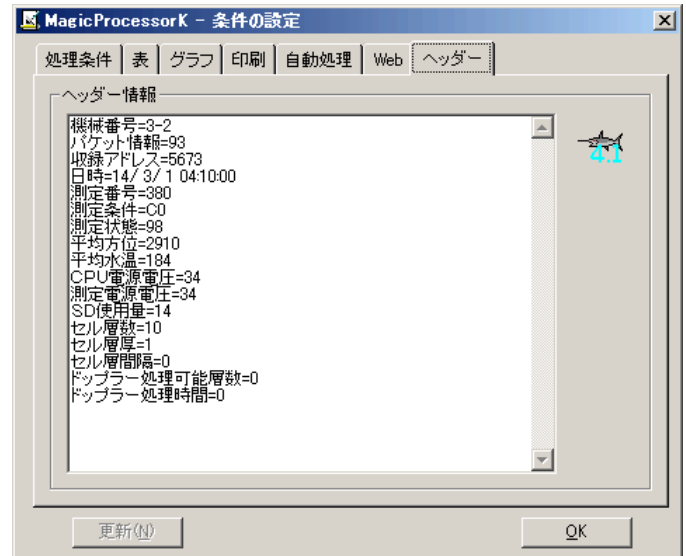 MagicProcessorK - 条件の設定
処理条件 表 グラフ 印刷 自動処理 Web ヘッダー
ヘッダー情報
機械番号=3-2
パケット情報=93
収録アドレス=5673
日時=14/ 3/ 1 04:10:00
測定番号=380
測定条件=C0
測定状態=98
平均方位=2910
平均水温=184
CPU電源電圧=34
測定電源電圧=34
SD使用量=14
セル層数=10
セル層厚=1
セル層間隔=0
ドップラー処理可能層数=0
ドップラー処理時間=0
4.1
更新(N) OK